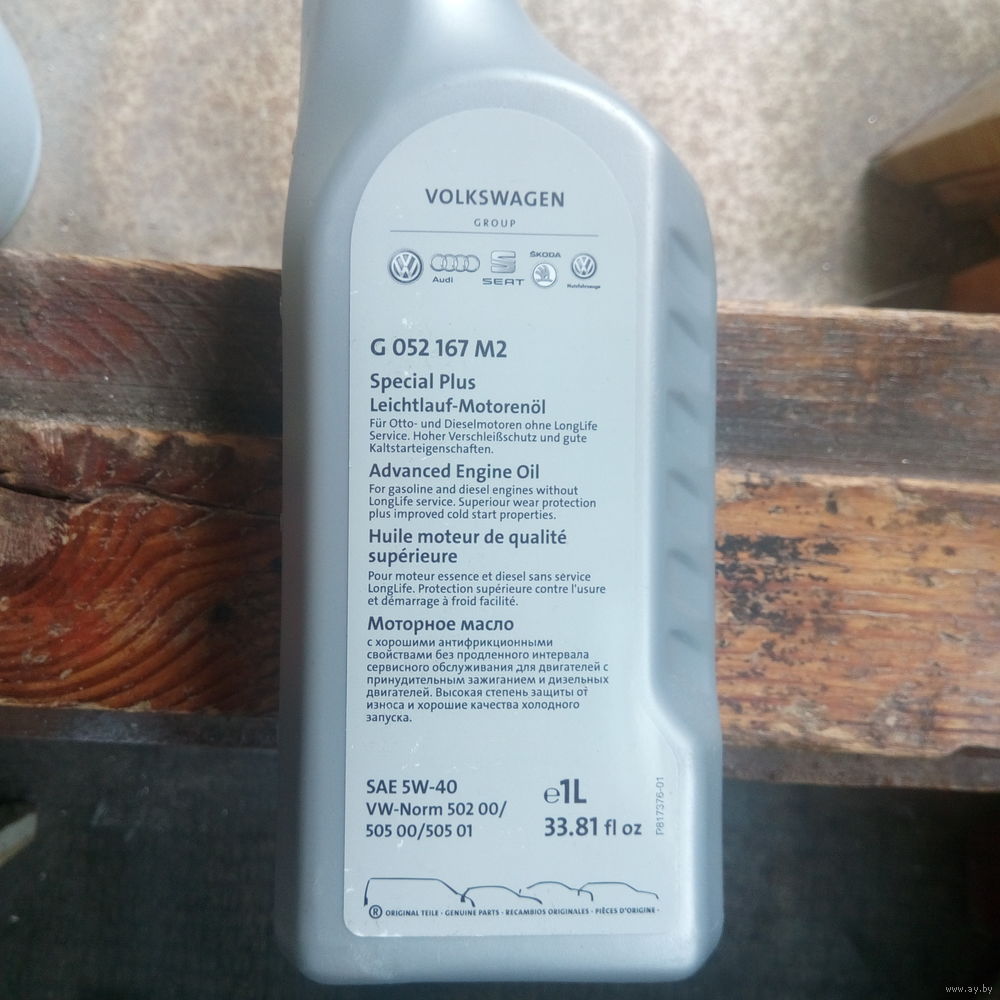 VOLKSWAGEN
GROUP
Audi
SEAT
ŠKODA
Nutzfahrzeuge
G 052 167 M2
Special Plus
Leichtlauf-Motorenöl
Für Otto- und Dieselmotoren ohne LongLife
Service. Hoher Verschleißschutz und gute
Kaltstarteigenschaften.
Advanced Engine Oil
For gasoline and diesel engines without
LongLife service. Superiour wear protection
plus improved cold start properties.
Huile moteur de qualité
supérieure
Pour moteur essence et diesel sans service
LongLife. Protection supérieure contre l'usure
et démarrage à froid facilité.
Моторное масло
с хорошими антифрикционными
свойствами без продленного интервала
сервисного обслуживания для двигателей с
принудительным зажиганием и дизельных
двигателей. Высокая степень защиты от
износа и хорошие качества холодного
запуска.
SAE 5W-40
VW-Norm 502 00/
505 00/505 01
℮1L
33.81 fl oz
P817376-01
® ORIGINAL TEILE · GENUINE PARTS · RECAMBIOS ORIGINALES · PIÈCES D'ORIGINE ·
www.ay.by